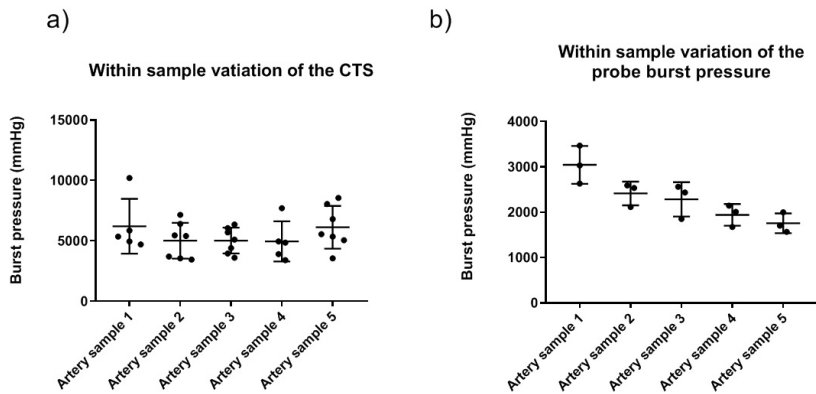 a)
Within sample vatiation of the CTS
Burst pressure (mmHg)
15000
10000
5000
0
Artery sample 1
Artery sample 2
Artery sample 3
Artery sample 4
Artery sample 5
b)
Within sample variation of the
probe burst pressure
Burst pressure (mmHg)
4000
3000
2000
1000
0
Artery sample 1
Artery sample 2
Artery sample 3
Artery sample 4
Artery sample 5